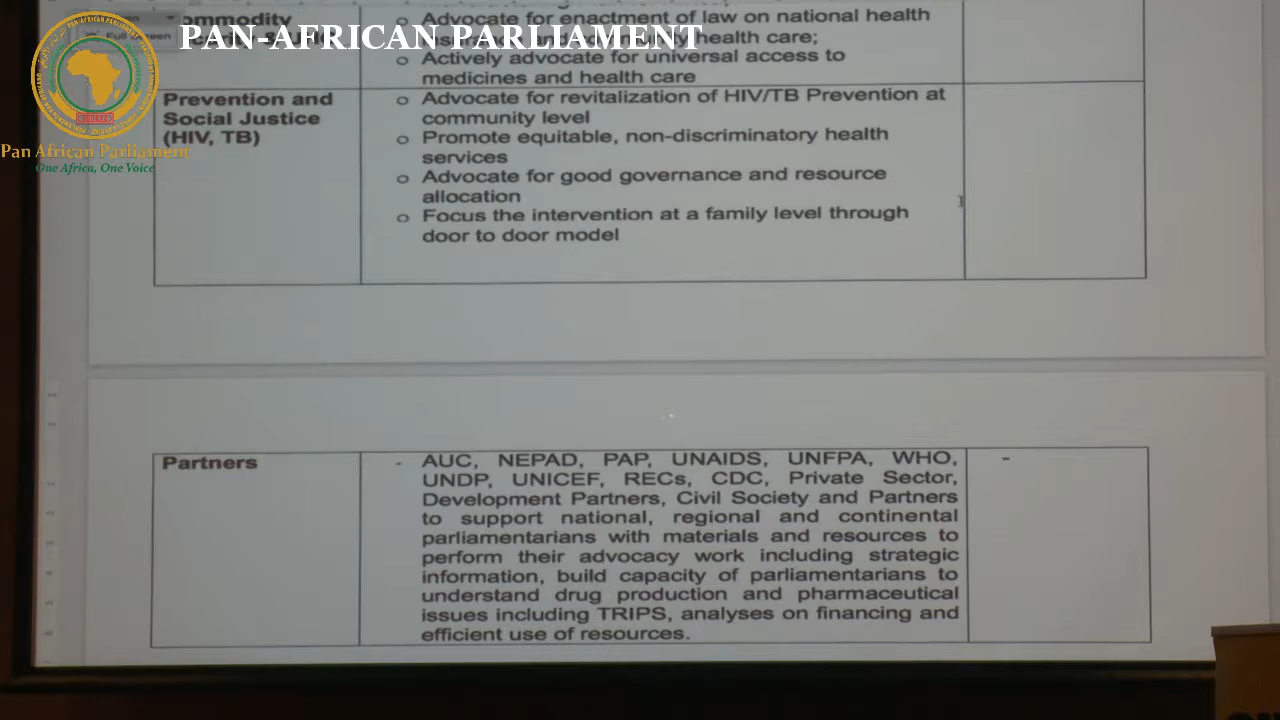 PAN-AFRICAN PARLIAMENT
Pan African Parliament
One Africa, One Voice
ommodity
o Advocate for enactment of law on national health
health care;
o Actively advocate for universal access to
medicines and health care
Prevention and
Social Justice
(HIV, TB)
o Advocate for revitalization of HIV/TB Prevention at
community level
o Promote equitable, non-discriminatory health
services
o Advocate for good governance and resource
allocation
o Focus the intervention at a family level through
door to door model
Partners
- AUC, NEPAD, PAP, UNAIDS, UNFPA, WHO,
UNDP, UNICEF, RECs, CDC, Private Sector,
Development Partners, Civil Society and Partners
to support national, regional and continental
parliamentarians with materials and resources to
perform their advocacy work including strategic
information, build capacity of parliamentarians to
understand drug production and pharmaceutical
issues including TRIPS, analyses on financing and
efficient use of resources.
-